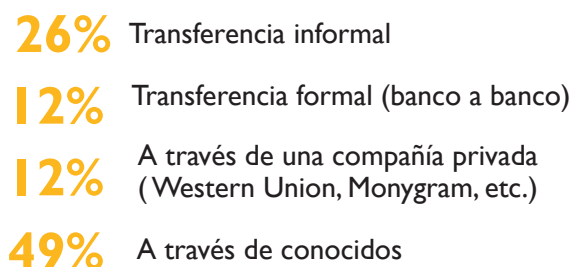 26% Transferencia informal
12% Transferencia formal (banco a banco)
12% A través de una compañía privada
(Western Union, Monygram, etc.)
49% A través de conocidos